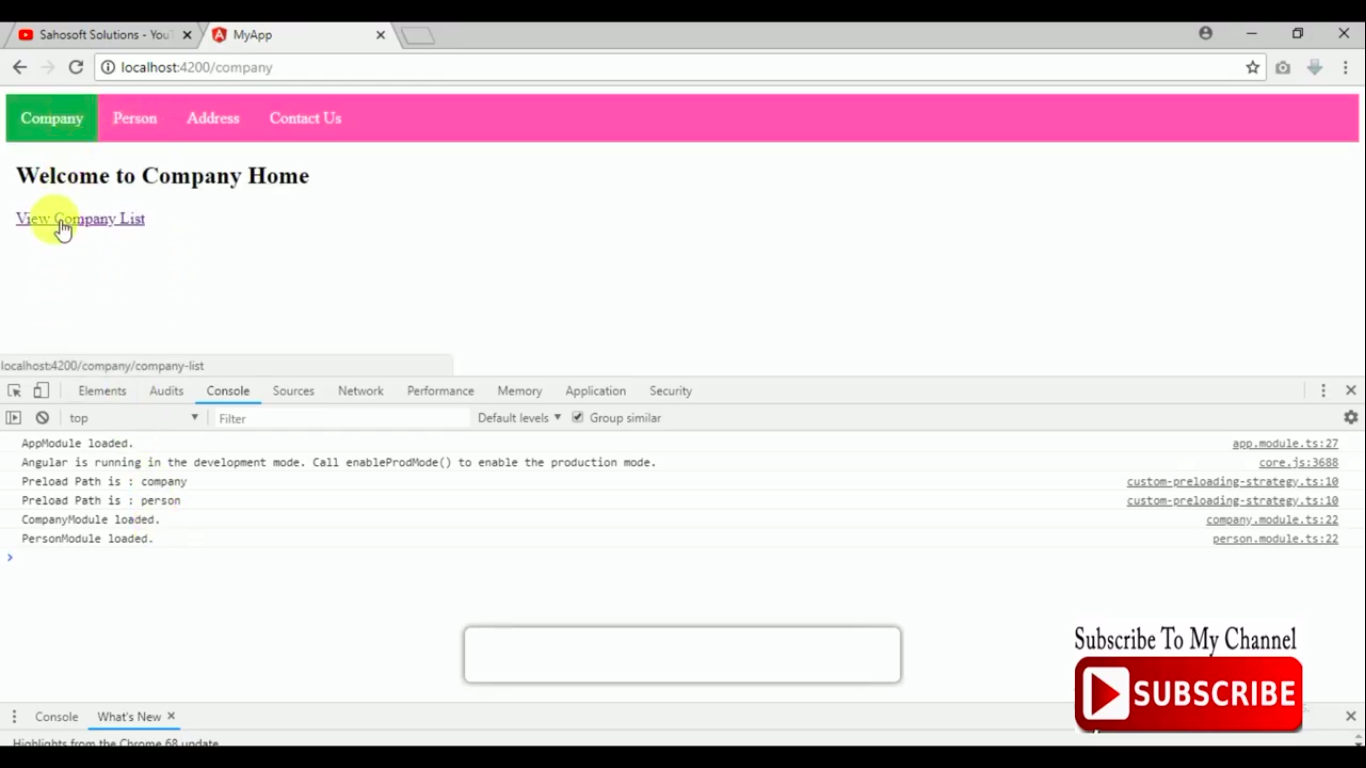 Sahosoft Solutions - YouT
MyApp
localhost:4200/company
Company Person Address Contact Us
Welcome to Company Home
View Company List
localhost:4200/company/company-list
Elements Audits Console Sources Network Performance Memory Application Security
top Filter Default levels Group similar
AppModule loaded. app.module.ts:27
Angular is running in the development mode. Call enableProdMode() to enable the production mode. core.js:3688
Preload Path is : company custom-preloading-strategy.ts:10
Preload Path is : person custom-preloading-strategy.ts:10
CompanyModule loaded. company.module.ts:22
PersonModule loaded. person.module.ts:22
Subscribe To My Channel
SUBSCRIBE
Console What's New
Highlights from the Chrome 68 update